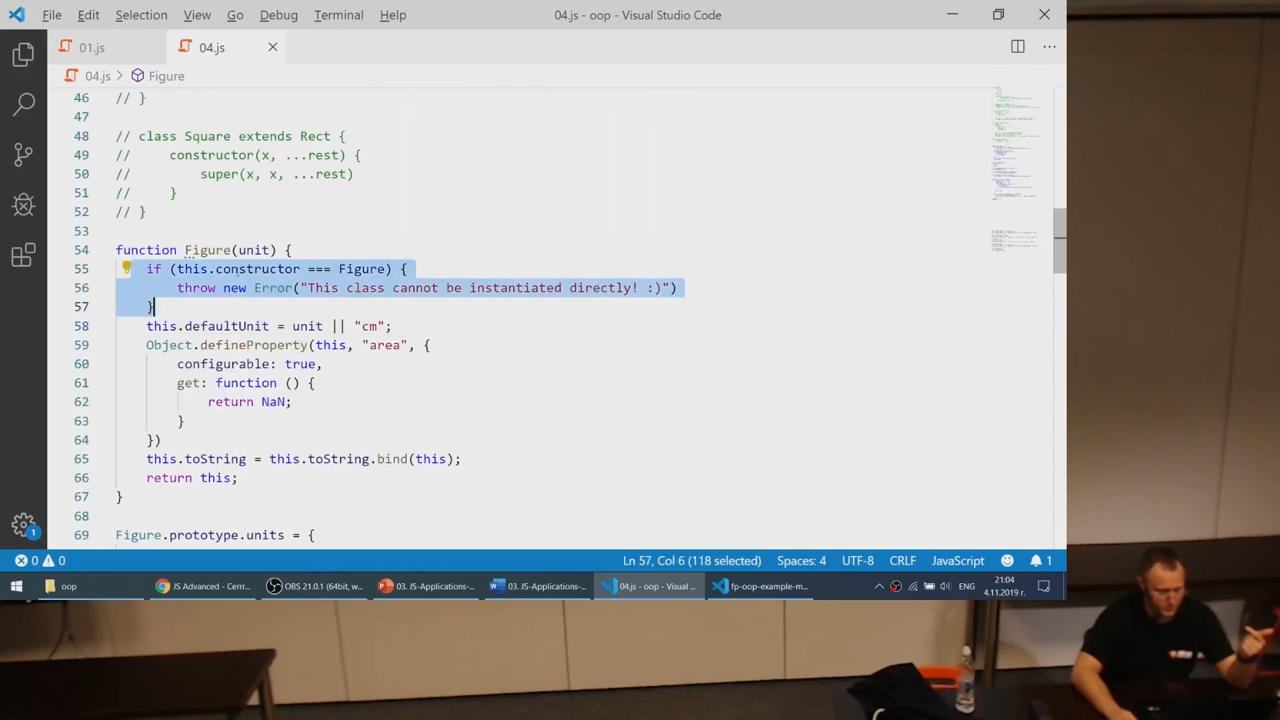 File Edit Selection View Go Debug Terminal Help 04.js - oop - Visual Studio Code
01.js 04.js
04.js > Figure
46 // }
47
48 // class Square extends Rect {
49 //    constructor(x, ...rest) {
50 //        super(x, x, ...rest)
51 //    }
52 // }
53
54 function Figure(unit) {
55     if (this.constructor === Figure) {
56         throw new Error("This class cannot be instantiated directly! :)")
57     }
58     this.defaultUnit = unit || "cm";
59     Object.defineProperty(this, "area", {
60         configurable: true,
61         get: function () {
62             return NaN;
63         }
64     })
65     this.toString = this.toString.bind(this);
66     return this;
67 }
68
69 Figure.prototype.units = {
1 0 0 Ln 57, Col 6 (118 selected) Spaces: 4 UTF-8 CRLF JavaScript 1
oop JS Advanced - Cent... OBS 21.0.1 (64bit, w... 03. JS-Applications-... 03. JS-Applications-... 04.js - oop - Visual ... fp-oop-example-m... ЕНГ 21:04
4.11.2019 г.